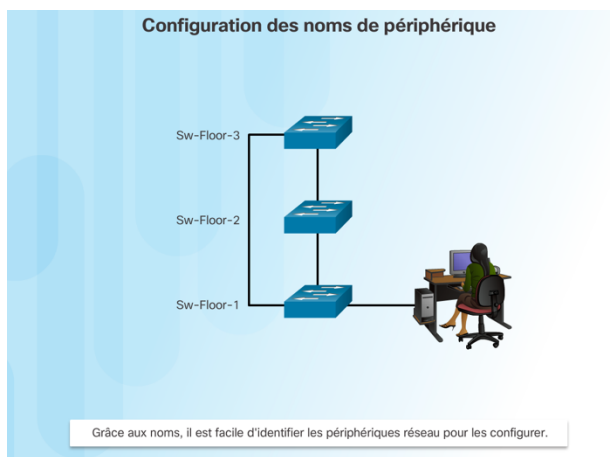 Configuration des noms de périphérique
Sw-Floor-3
Sw-Floor-2
Sw-Floor-1
Grâce aux noms, il est facile d'identifier les périphériques réseau pour les configurer.